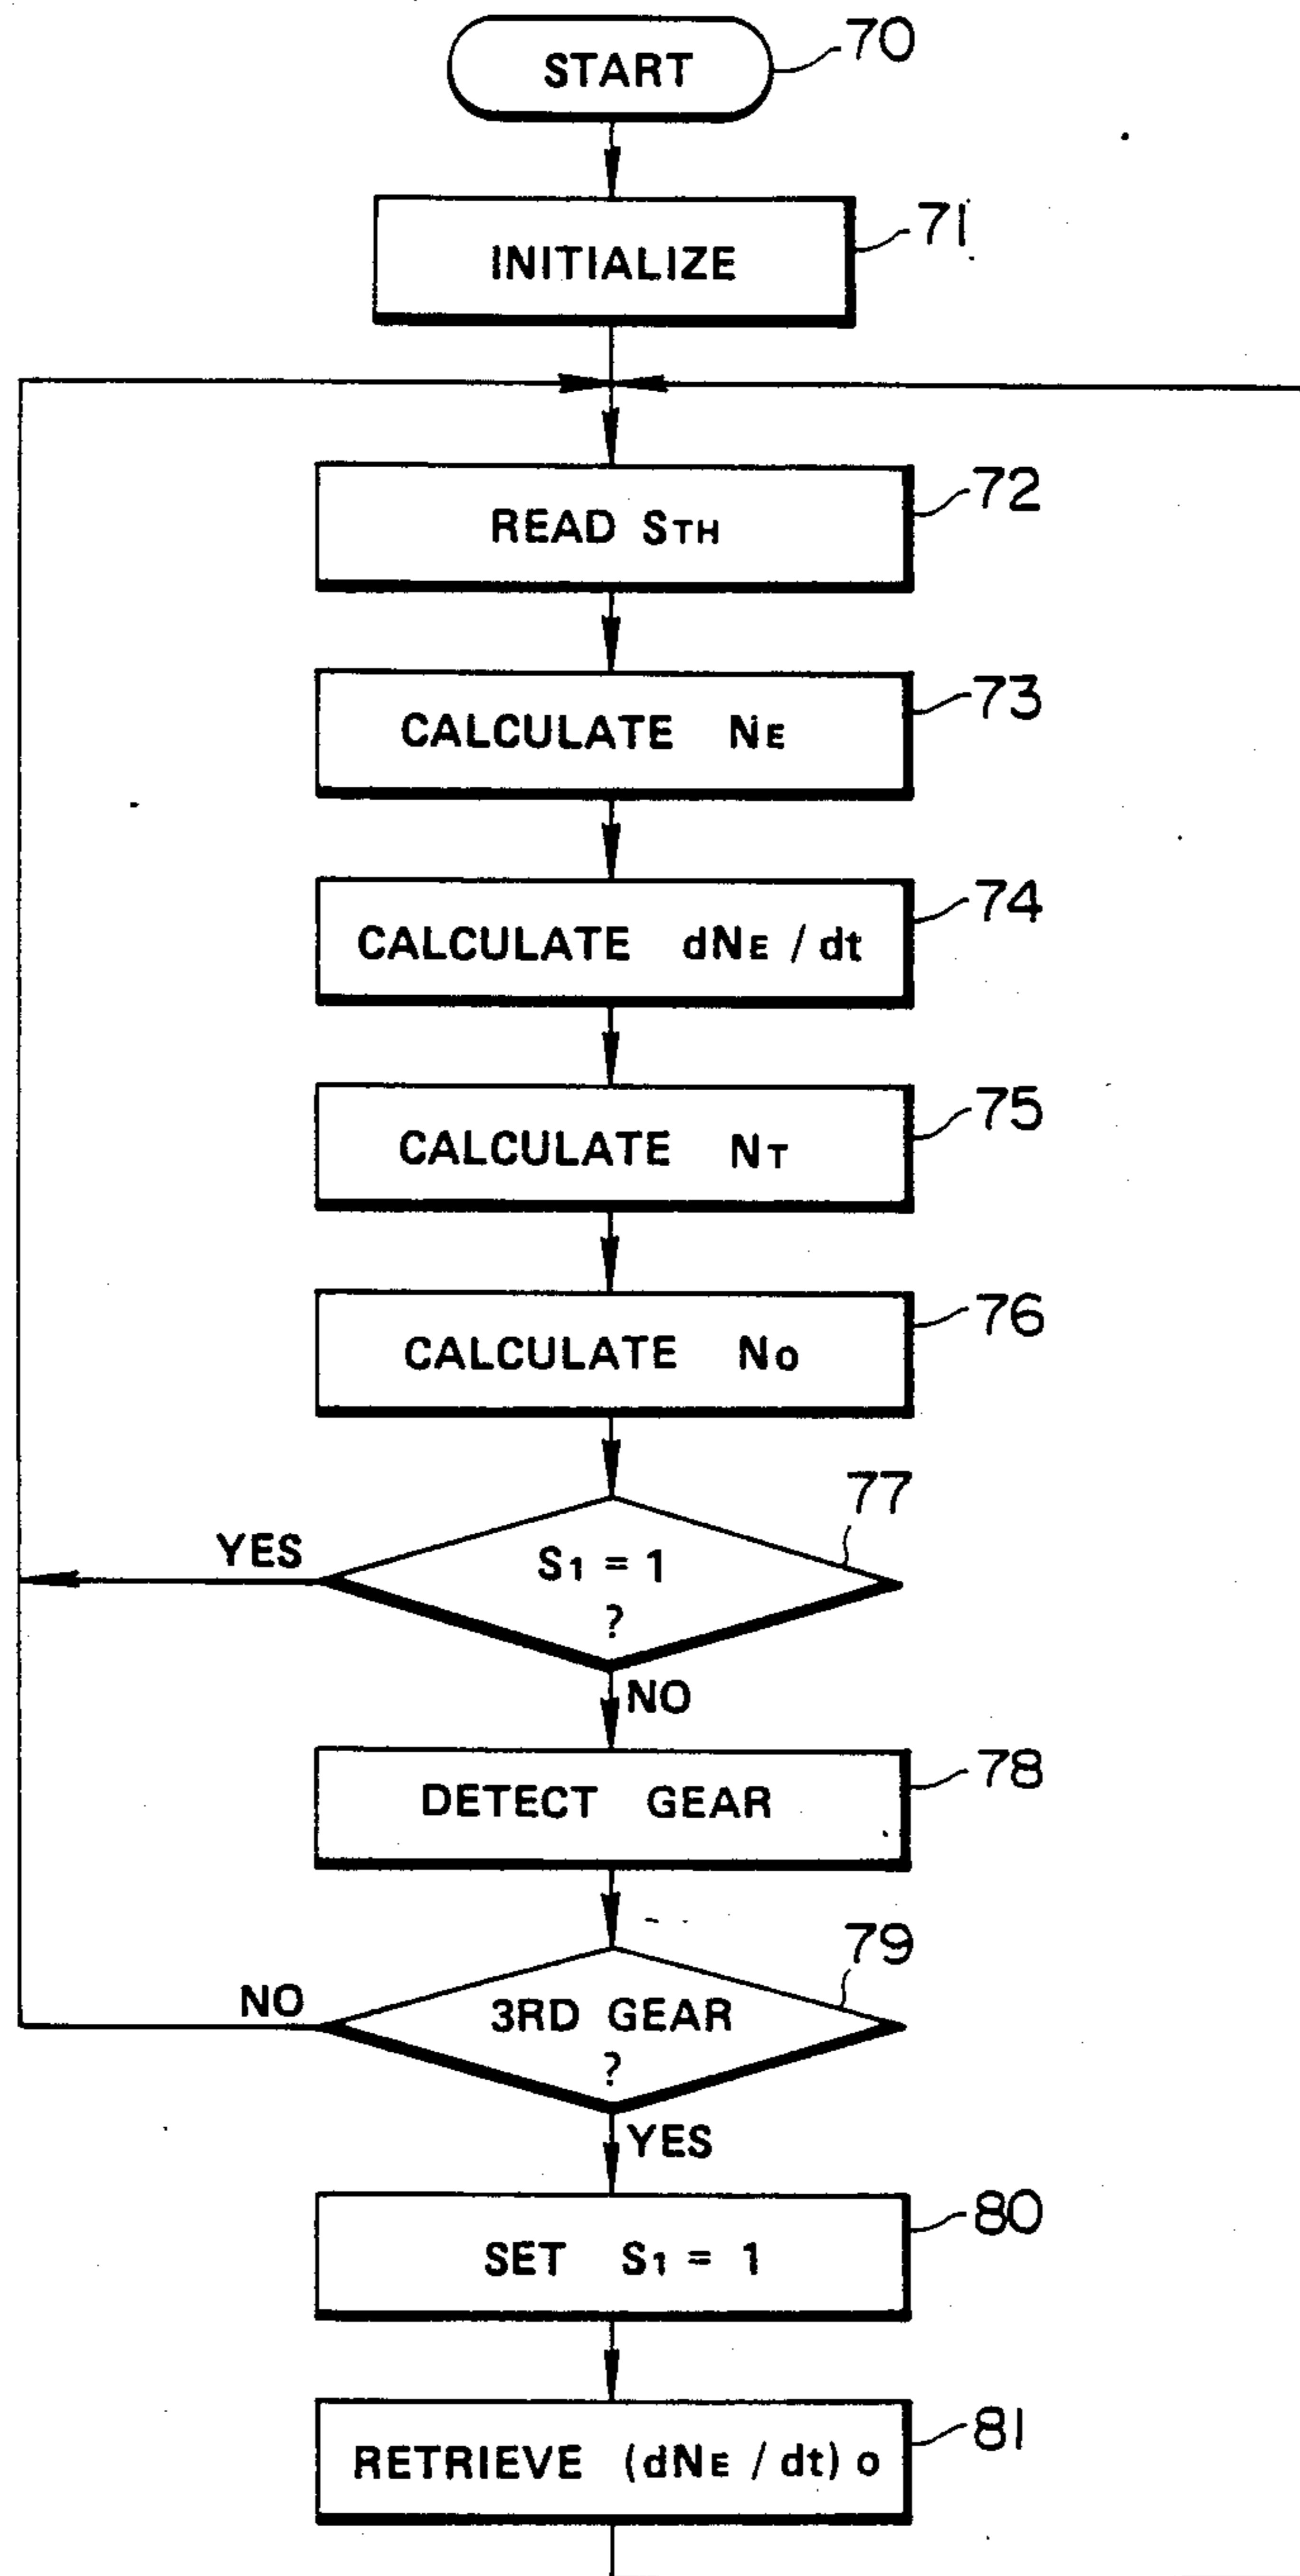 START 70
INITIALIZE 71
READ STH 72
CALCULATE NE 73
CALCULATE dNE / dt 74
CALCULATE NT 75
CALCULATE NO 76
77
YES
S1 = 1
?
NO
DETECT GEAR 78
79
NO
3RD GEAR
?
YES
SET S1 = 1 80
RETRIEVE (dNE / dt) o 81